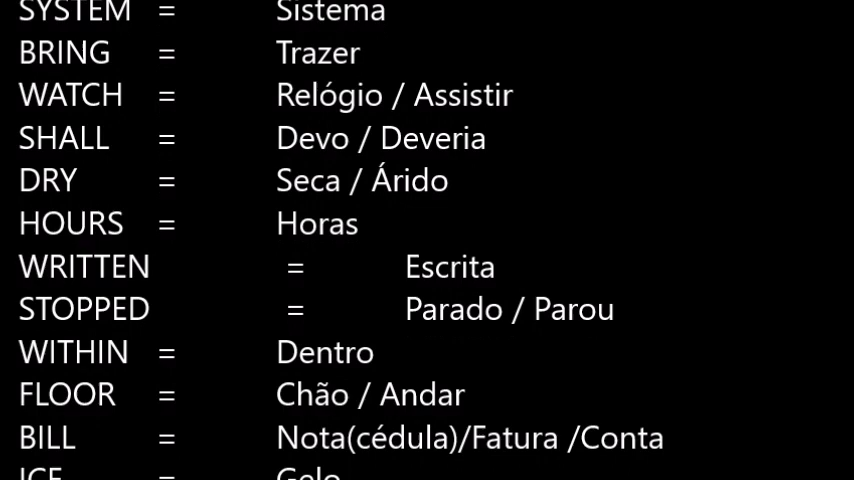 SYSTEM = Sistema
BRING = Trazer
WATCH = Relógio / Assistir
SHALL = Devo / Deveria
DRY = Seca / Árido
HOURS = Horas
WRITTEN = Escrita
STOPPED = Parado / Parou
WITHIN = Dentro
FLOOR = Chão / Andar
BILL = Nota(cédula)/Fatura /Conta
ICE = Gelo